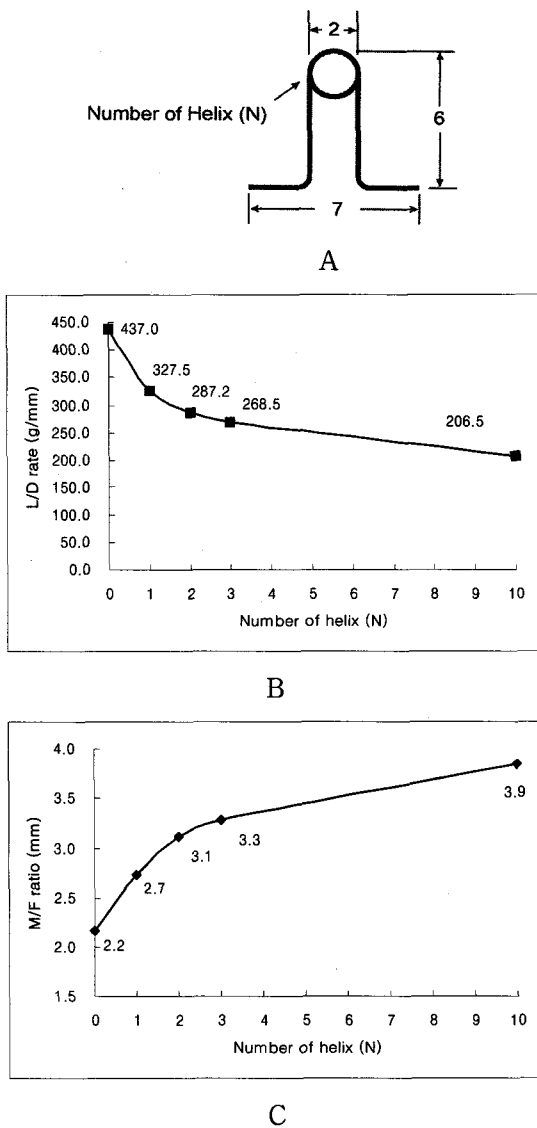 2
Number of Helix (N)
6
7
A
450.0
400.0
350.0
300.0
250.0
200.0
150.0
100.0
50.0
0.0
L/D rate (g/mm)
437.0
327.5
287.2
268.5
206.5
0 1 2 3 4 5 6 7 8 9 10
Number of helix (N)
B
4.0
3.5
3.0
2.5
2.0
1.5
M/F ratio (mm)
2.2
2.7
3.1
3.3
3.9
0 1 2 3 4 5 6 7 8 9 10
Number of helix (N)
C